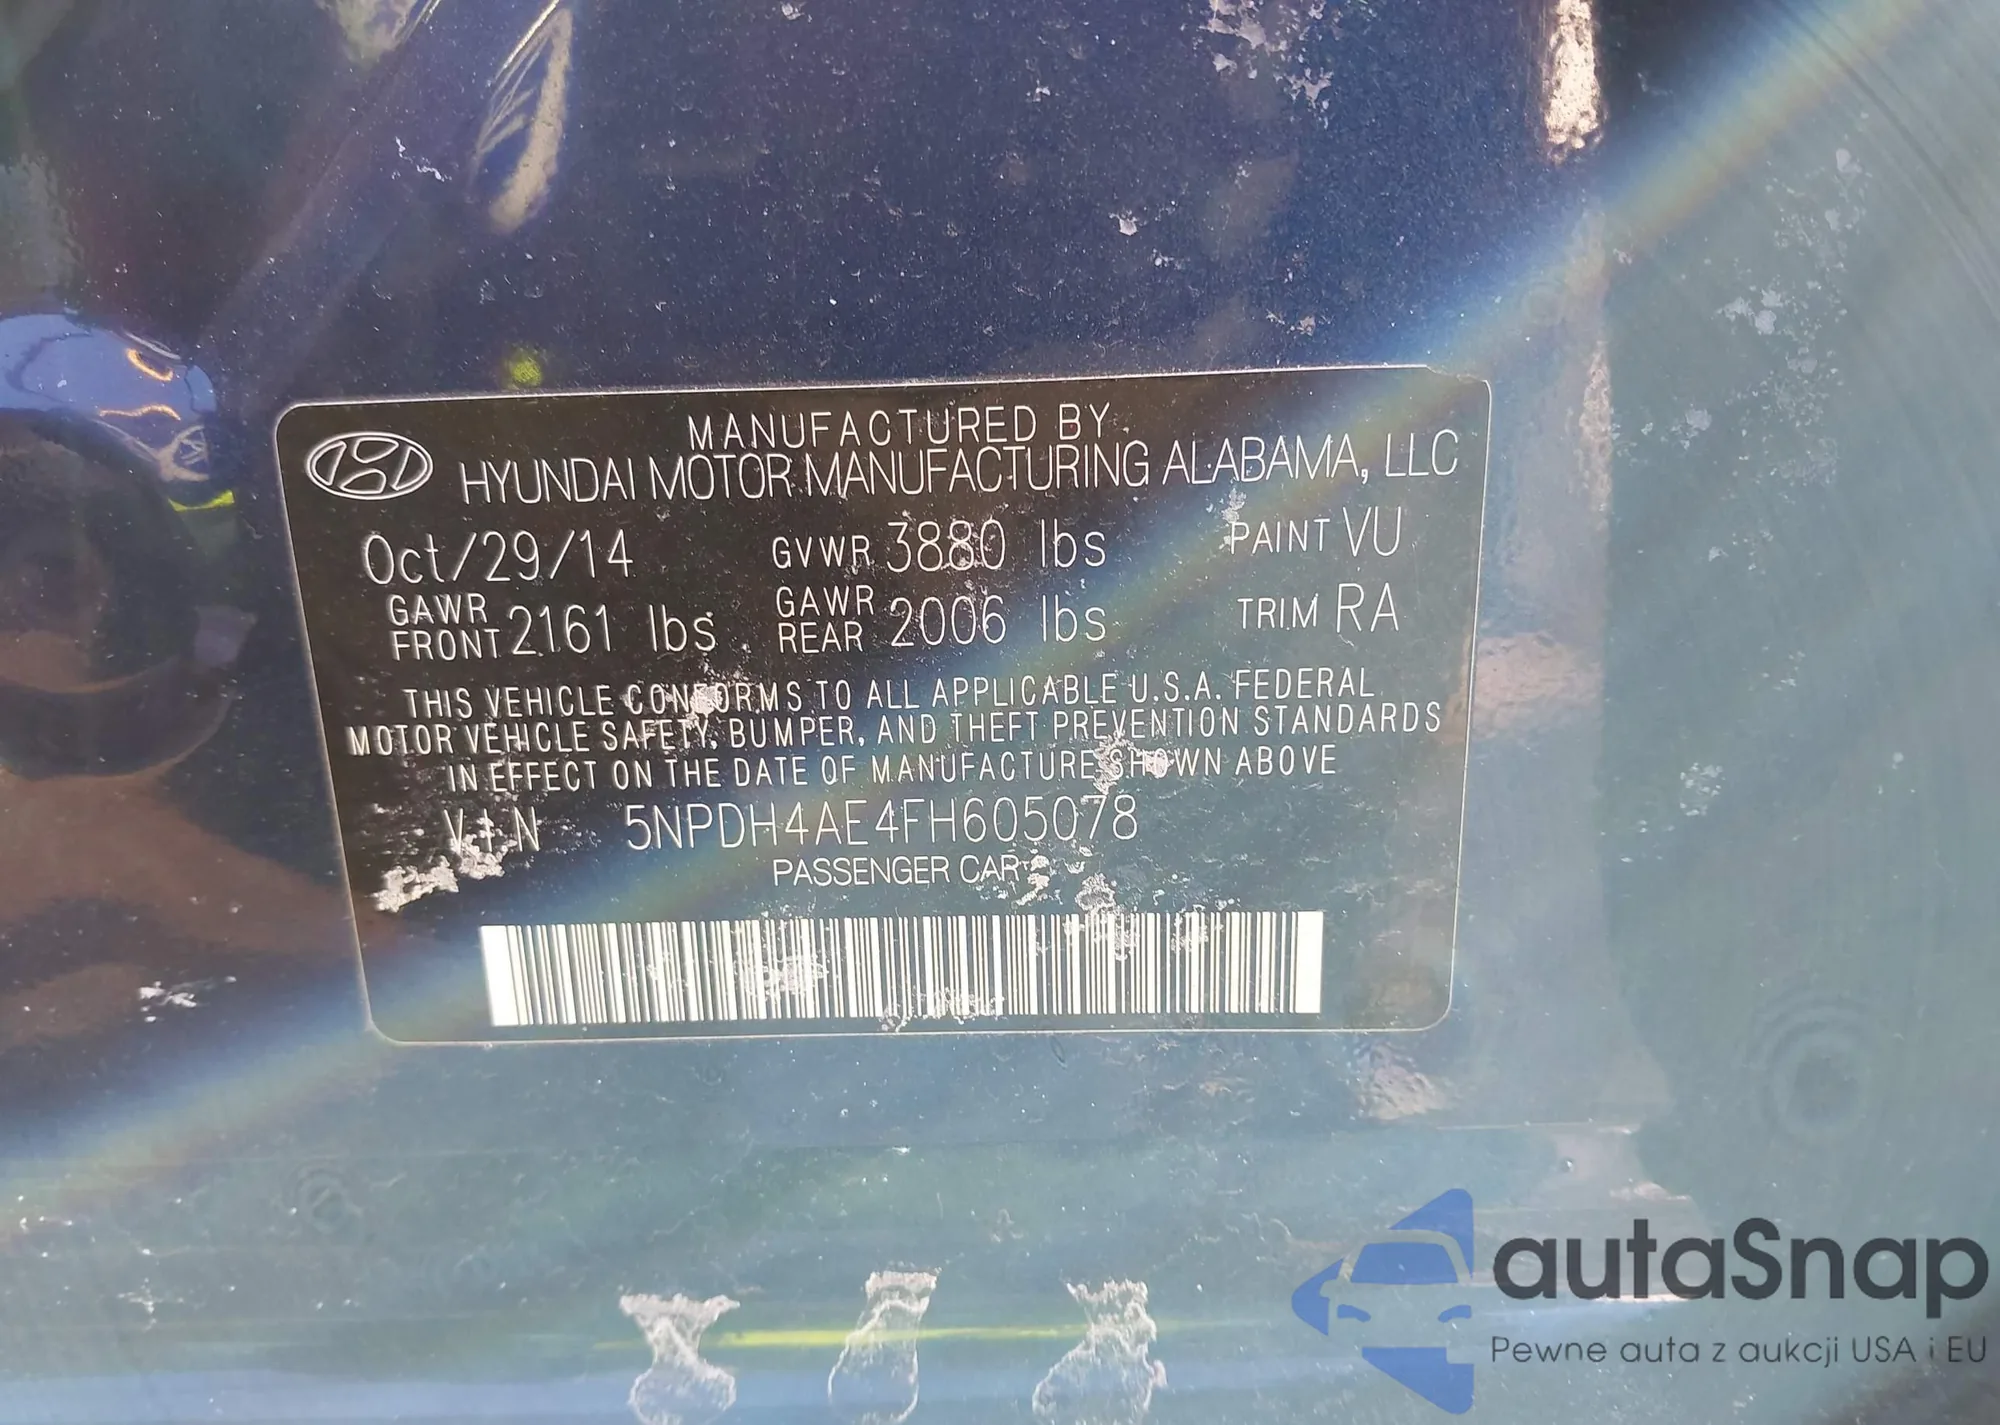 MANUFACTURED BY
HYUNDAI MOTOR MANUFACTURING ALABAMA, LLC
Oct/29/14 GVWR 3880 lbs PAINT VU
GAWR FRONT 2161 lbs GAWR REAR 2006 lbs TRIM RA
THIS VEHICLE CONFORMS TO ALL APPLICABLE U.S.A. FEDERAL
MOTOR VEHICLE SAFETY, BUMPER, AND THEFT PREVENTION STANDARDS
IN EFFECT ON THE DATE OF MANUFACTURE SHOWN ABOVE
VIN 5NPDH4AE4FH605078
PASSENGER CAR
autaSnap
Pewne auta z aukcji USA i EU